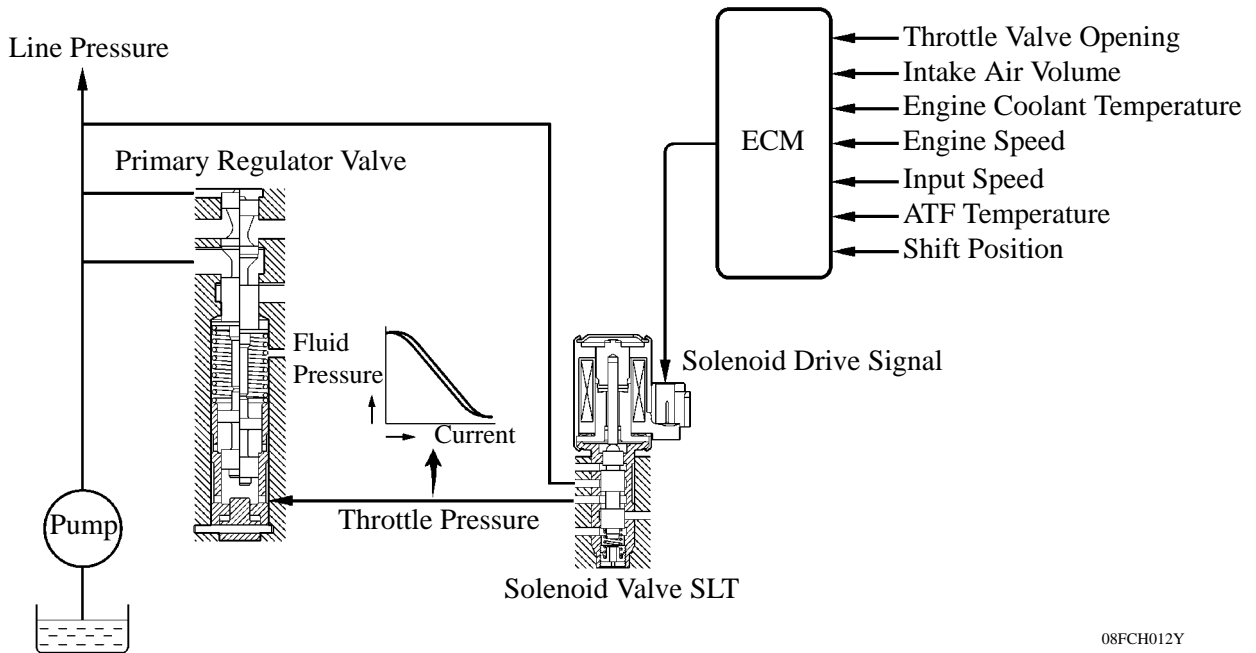 Line Pressure
Primary Regulator Valve
ECM
Throttle Valve Opening
Intake Air Volume
Engine Coolant Temperature
Engine Speed
Input Speed
ATF Temperature
Shift Position
Fluid
Pressure
Current
Solenoid Drive Signal
Throttle Pressure
Pump
Solenoid Valve SLT
08FCH012Y